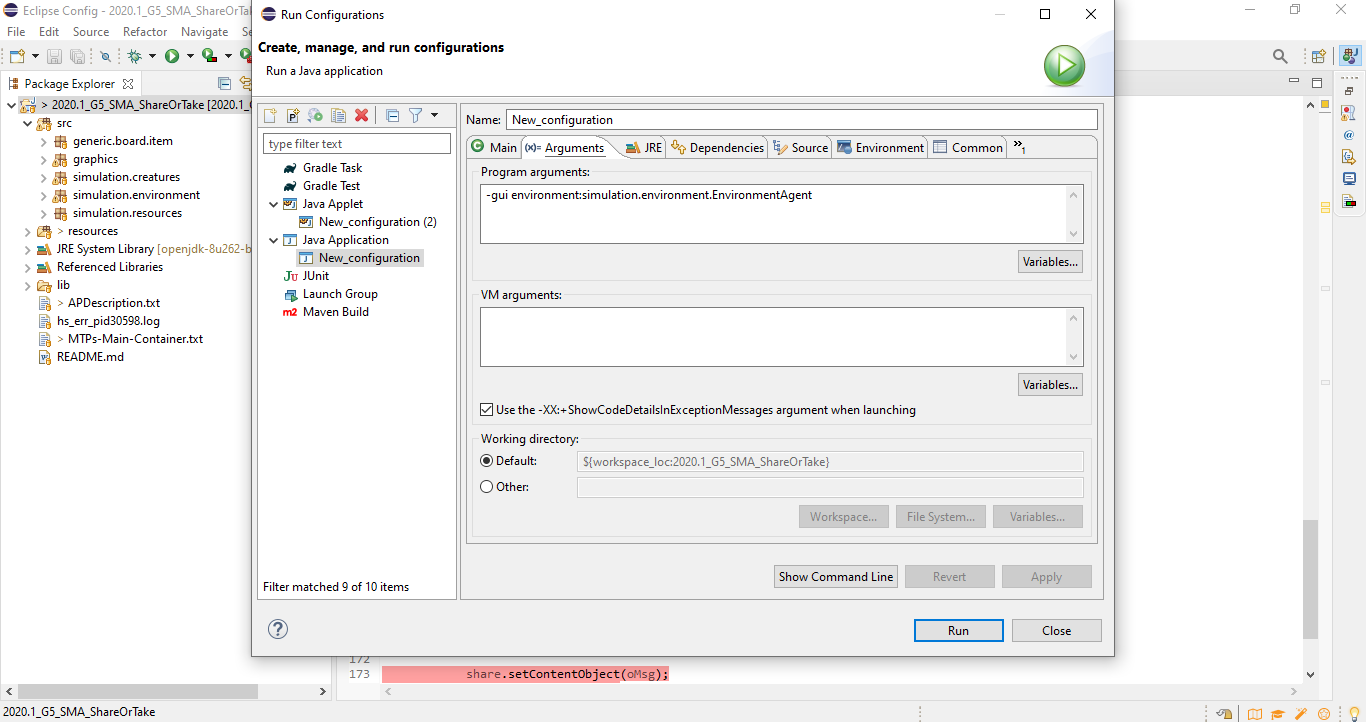 Eclipse Config - 2020.1_G5_SMA_ShareOrTa
File Edit Source Refactor Navigate Se
Package Explorer
> 2020.1_G5_SMA_ShareOrTake [2020.1_
src
generic.board.item
graphics
simulation.creatures
simulation.environment
simulation.resources
> resources
JRE System Library [openjdk-8u262-b
Referenced Libraries
lib
> APDescription.txt
hs_err_pid30598.log
> MTPs-Main-Container.txt
README.md
Run Configurations
Create, manage, and run configurations
Run a Java application
type filter text
Gradle Task
Gradle Test
Java Applet
New_configuration (2)
Java Application
New_configuration
JUnit
Launch Group
m2 Maven Build
Filter matched 9 of 10 items
Name: New_configuration
Main (x)= Arguments JRE Dependencies Source Environment Common »1
Program arguments:
-gui environment:simulation.environment.EnvironmentAgent
Variables...
VM arguments:
Variables...
Use the -XX:+ShowCodeDetailsInExceptionMessages argument when launching
Working directory:
Default: ${workspace_loc:2020.1_G5_SMA_ShareOrTake}
Other:
Workspace... File System... Variables...
Show Command Line Revert Apply
Run Close
172
173 share.setContentObject(oMsg);
2020.1_G5_SMA_ShareOrTake